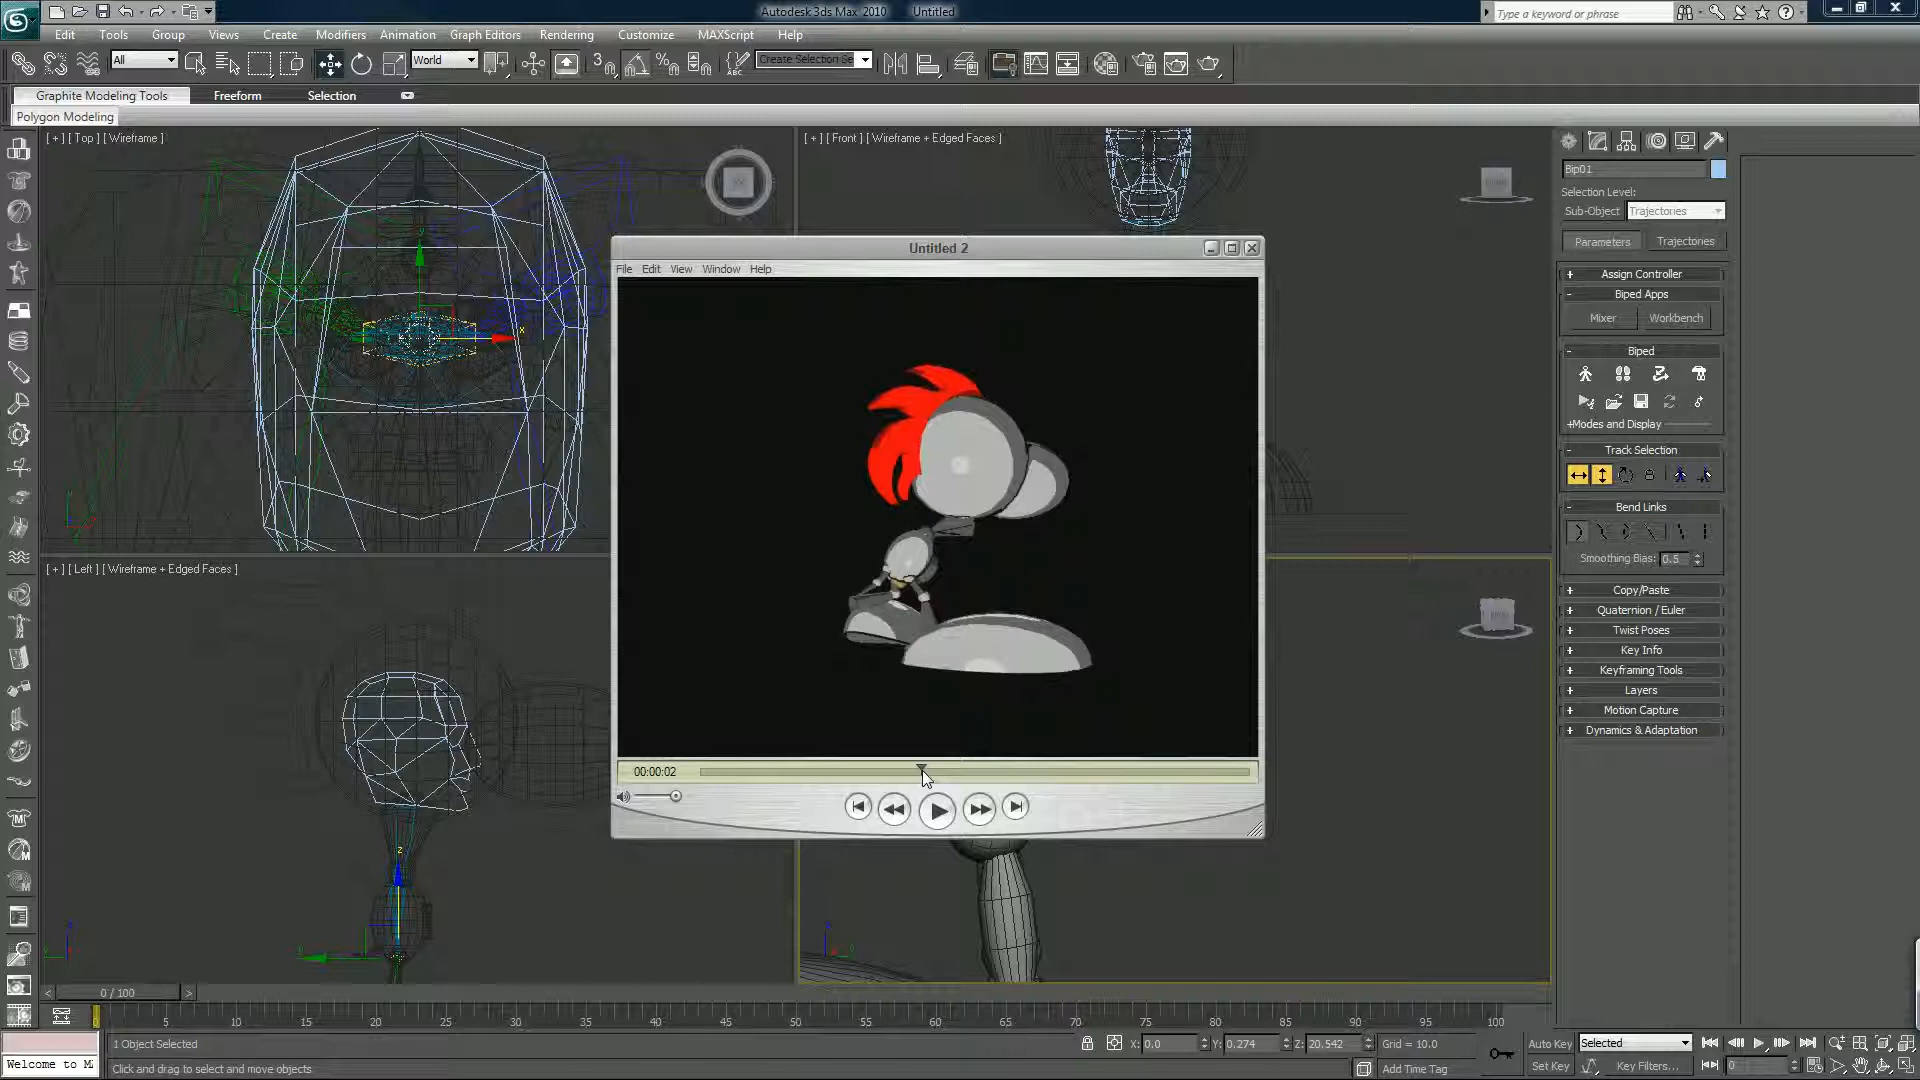 Autodesk 3ds Max 2010 Untitled
Type a keyword or phrase
Edit Tools Group Views Create Modifiers Animation Graph Editors Rendering Customize MAXScript Help
All World Create Selection Se
Graphite Modeling Tools Freeform Selection
Polygon Modeling
[ + ] [ Top ] [ Wireframe ]
[ + ] [ Front ] [ Wireframe + Edged Faces ]
[ + ] [ Left ] [ Wireframe + Edged Faces ]
Untitled 2
File Edit View Window Help
00:00:02
Bip01
Selection Level:
Sub-Object Trajectories
Parameters Trajectories
+ Assign Controller
- Biped Apps
Mixer Workbench
- Biped
+Modes and Display
- Track Selection
- Bend Links
Smoothing Bias: 0.5
+ Copy/Paste
+ Quaternion / Euler
+ Twist Poses
+ Key Info
+ Keyframing Tools
+ Layers
+ Motion Capture
+ Dynamics & Adaptation
< 0 / 100 >
5 10 15 20 25 30 35 40 45 50 55 60 65 70 75 80 85 90 95 100
1 Object Selected X: 0.0 Y: 0.274 Z: 20.542 Grid = 10.0 Auto Key Selected
Welcome to M Click and drag to select and move objects Add Time Tag Set Key Key Filters... 0